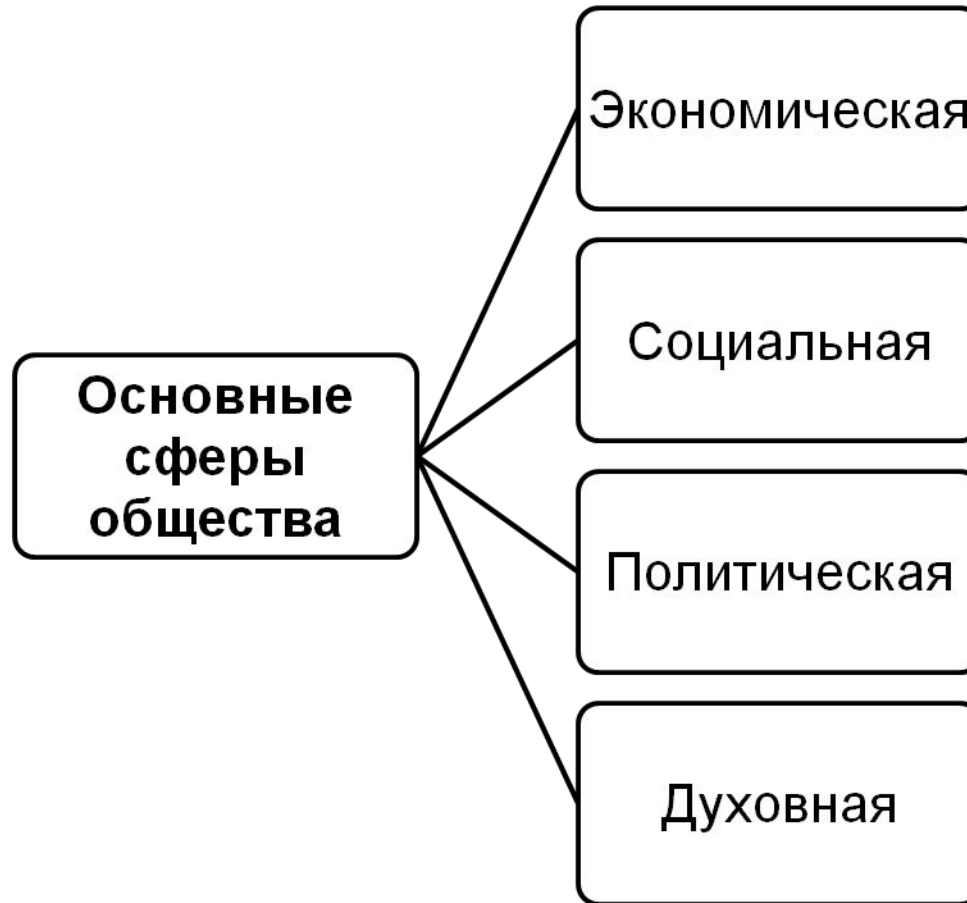 Экономическая
Социальная
Основные
сферы
общества
Политическая
Духовная